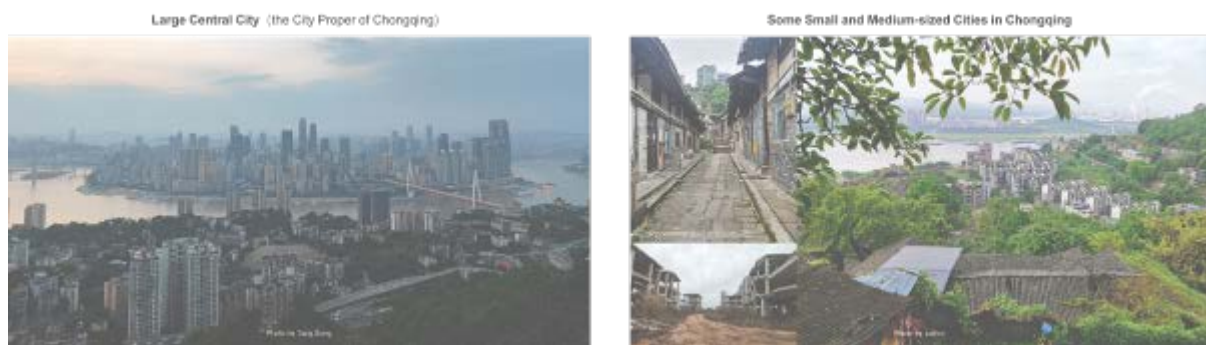 Large Central City (the City Proper of Chongqing)
Some Small and Medium-sized Cities in Chongqing
Photo by
Photo by